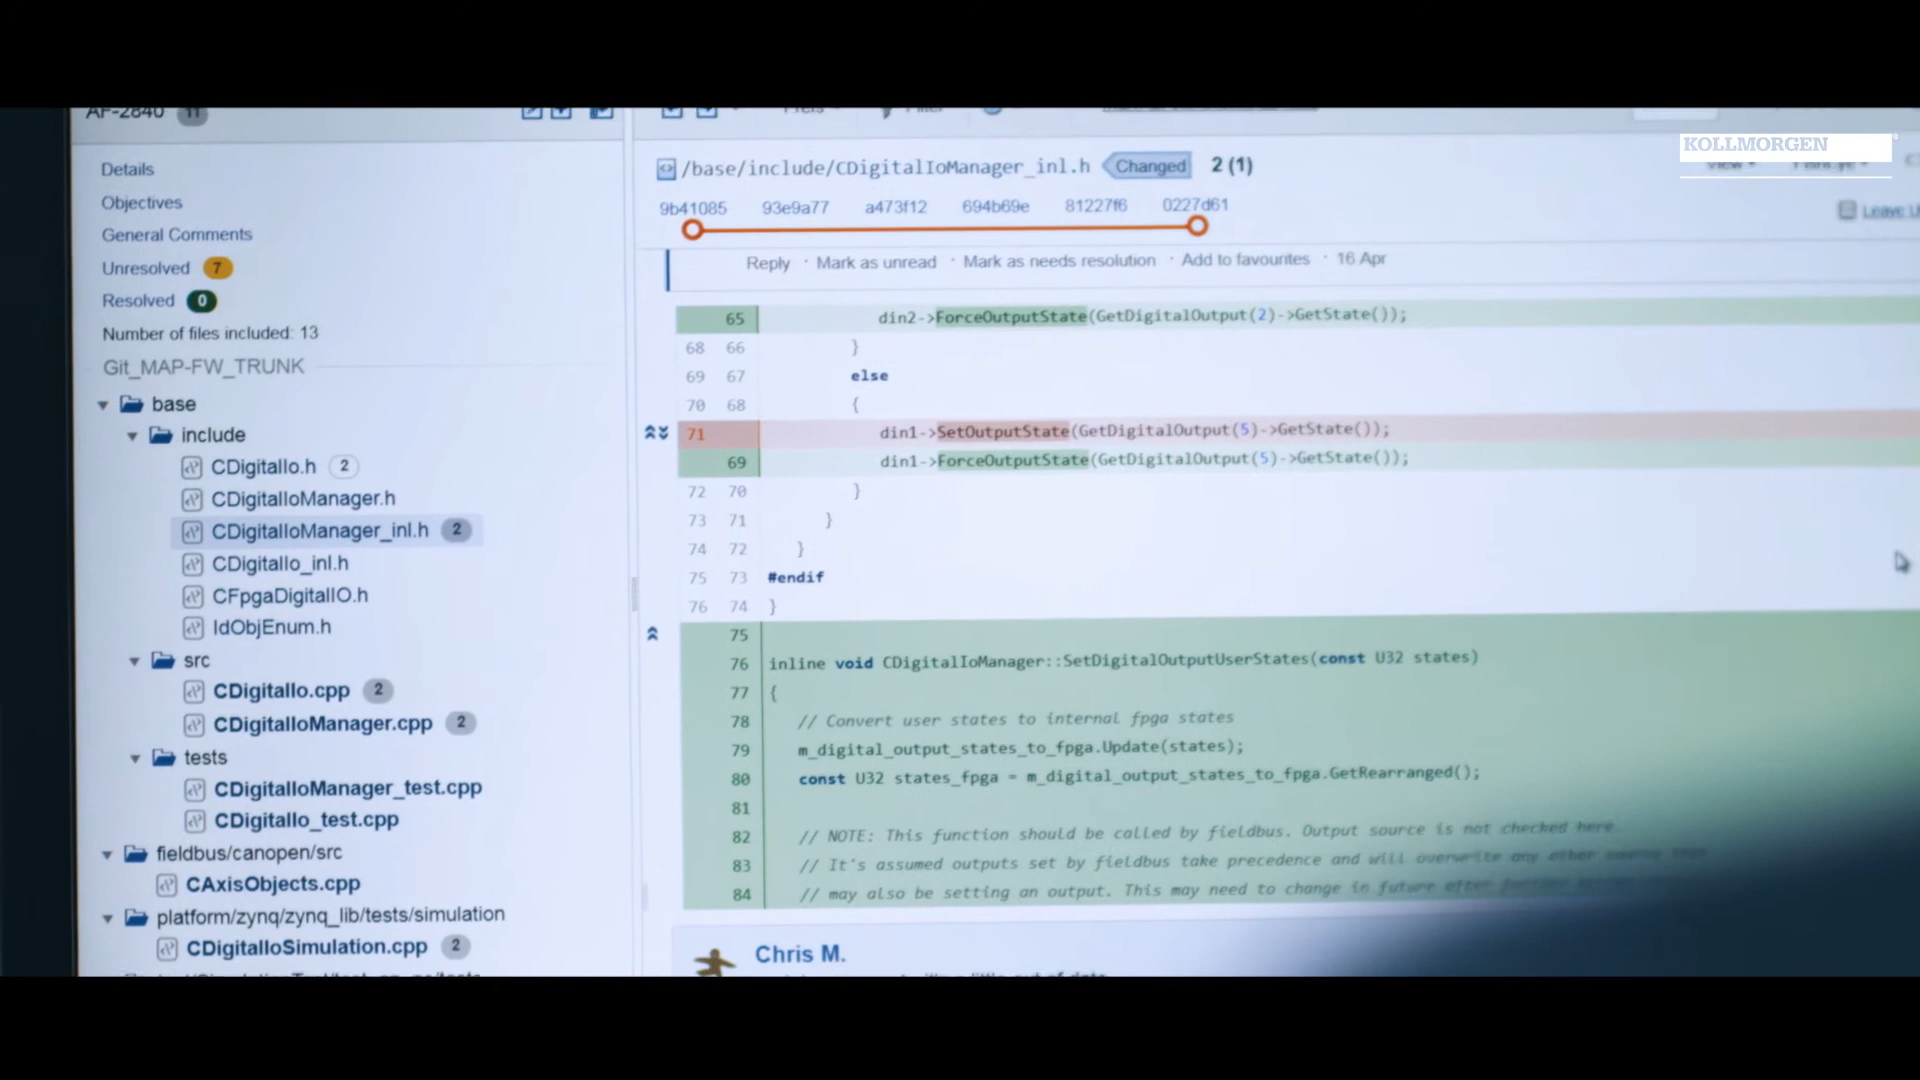 AF-2840 11
KOLLMORGEN
Details
Objectives
General Comments
Unresolved 7
Resolved 0
Number of files included: 13
Git_MAP-FW_TRUNK
base
include
CDigitalIo.h 2
CDigitalIoManager.h
CDigitalIoManager_inl.h 2
CDigitalIo_inl.h
CFpgaDigitalIO.h
IdObjEnum.h
src
CDigitalIo.cpp 2
CDigitalIoManager.cpp 2
tests
CDigitalIoManager_test.cpp
CDigitalIo_test.cpp
fieldbus/canopen/src
CAxisObjects.cpp
platform/zynq/zynq_lib/tests/simulation
CDigitalIoSimulation.cpp 2
/base/include/CDigitalIoManager_inl.h Changed 2 (1)
9b41085 93e9a77 a473f12 694b69e 81227f6 0227d61
Leave
Reply · Mark as unread · Mark as needs resolution · Add to favourites · 16 Apr
65 din2->ForceOutputState(GetDigitalOutput(2)->GetState());
68 66 }
69 67 else
70 68 {
71 din1->SetOutputState(GetDigitalOutput(5)->GetState());
69 din1->ForceOutputState(GetDigitalOutput(5)->GetState());
72 70 }
73 71 }
74 72 }
75 73 #endif
76 74 }
75
76 inline void CDigitalIoManager::SetDigitalOutputUserStates(const U32 states)
77 {
78 // Convert user states to internal fpga states
79 m_digital_output_states_to_fpga.Update(states);
80 const U32 states_fpga = m_digital_output_states_to_fpga.GetRearranged();
81
82 // NOTE: This function should be called by fieldbus. Output source is not checked here.
83 // It's assumed outputs set by fieldbus take precedence and will overwrite any other
84 // may also be setting an output. This may need to change in future after
Chris M.